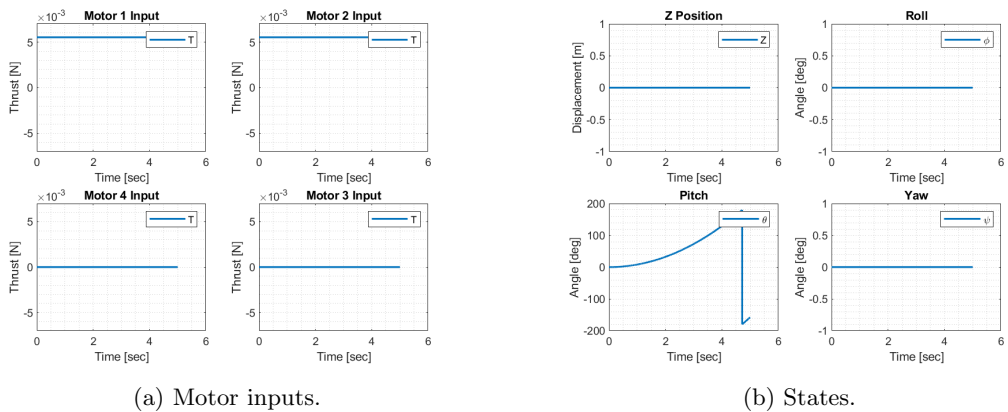 Motor 1 Input
×10⁻³
5
0
-5
Thrust [N]
T
0 2 4 6
Time [sec]
Motor 2 Input
×10⁻³
5
0
-5
Thrust [N]
T
0 2 4 6
Time [sec]
Motor 4 Input
×10⁻³
5
0
-5
Thrust [N]
T
0 2 4 6
Time [sec]
Motor 3 Input
×10⁻³
5
0
-5
Thrust [N]
T
0 2 4 6
Time [sec]
(a) Motor inputs.
Z Position
1
0.5
0
-0.5
-1
Displacement [m]
Z
0 2 4 6
Time [sec]
Roll
1
0.5
0
-0.5
-1
Angle [deg]
ϕ
0 2 4 6
Time [sec]
Pitch
200
100
0
-100
-200
Angle [deg]
θ
0 2 4 6
Time [sec]
Yaw
1
0.5
0
-0.5
-1
Angle [deg]
ψ
0 2 4 6
Time [sec]
(b) States.